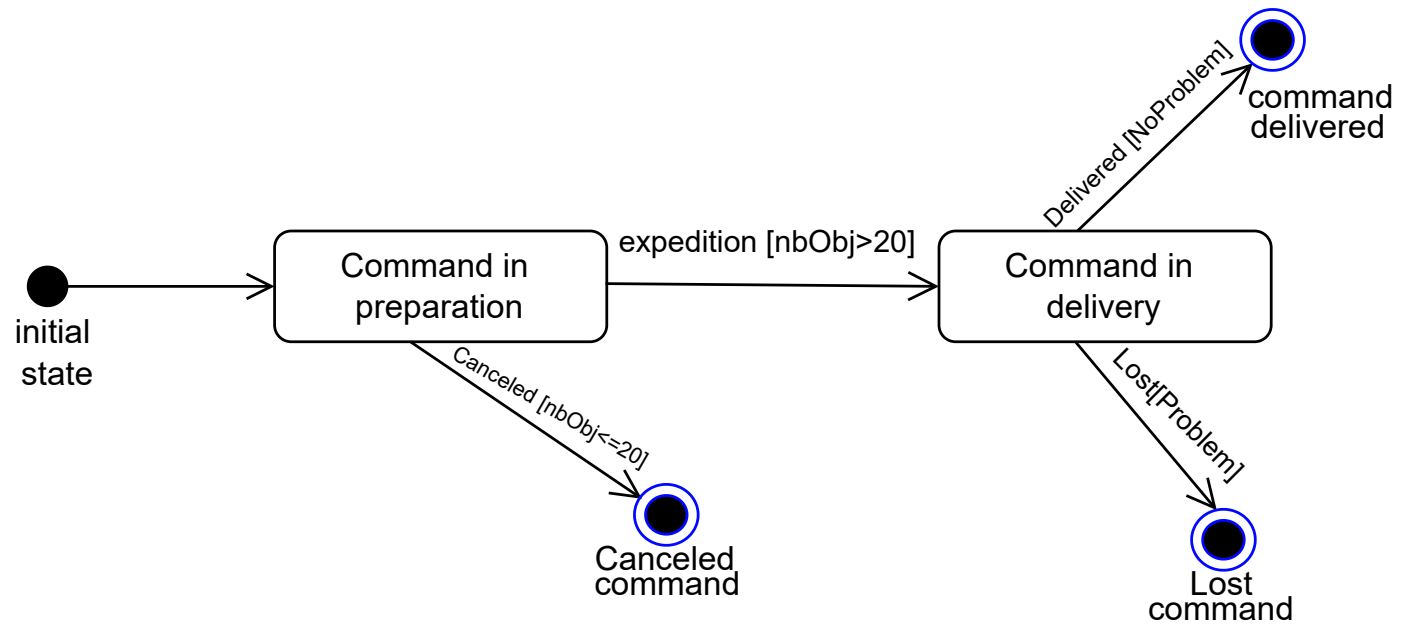 initial
state
Command in
preparation
expedition [nbObj>20]
Canceled [nbObj<=20]
Canceled
command
Command in
delivery
Delivered [NoProblem]
command
delivered
Lost[Problem]
Lost
command